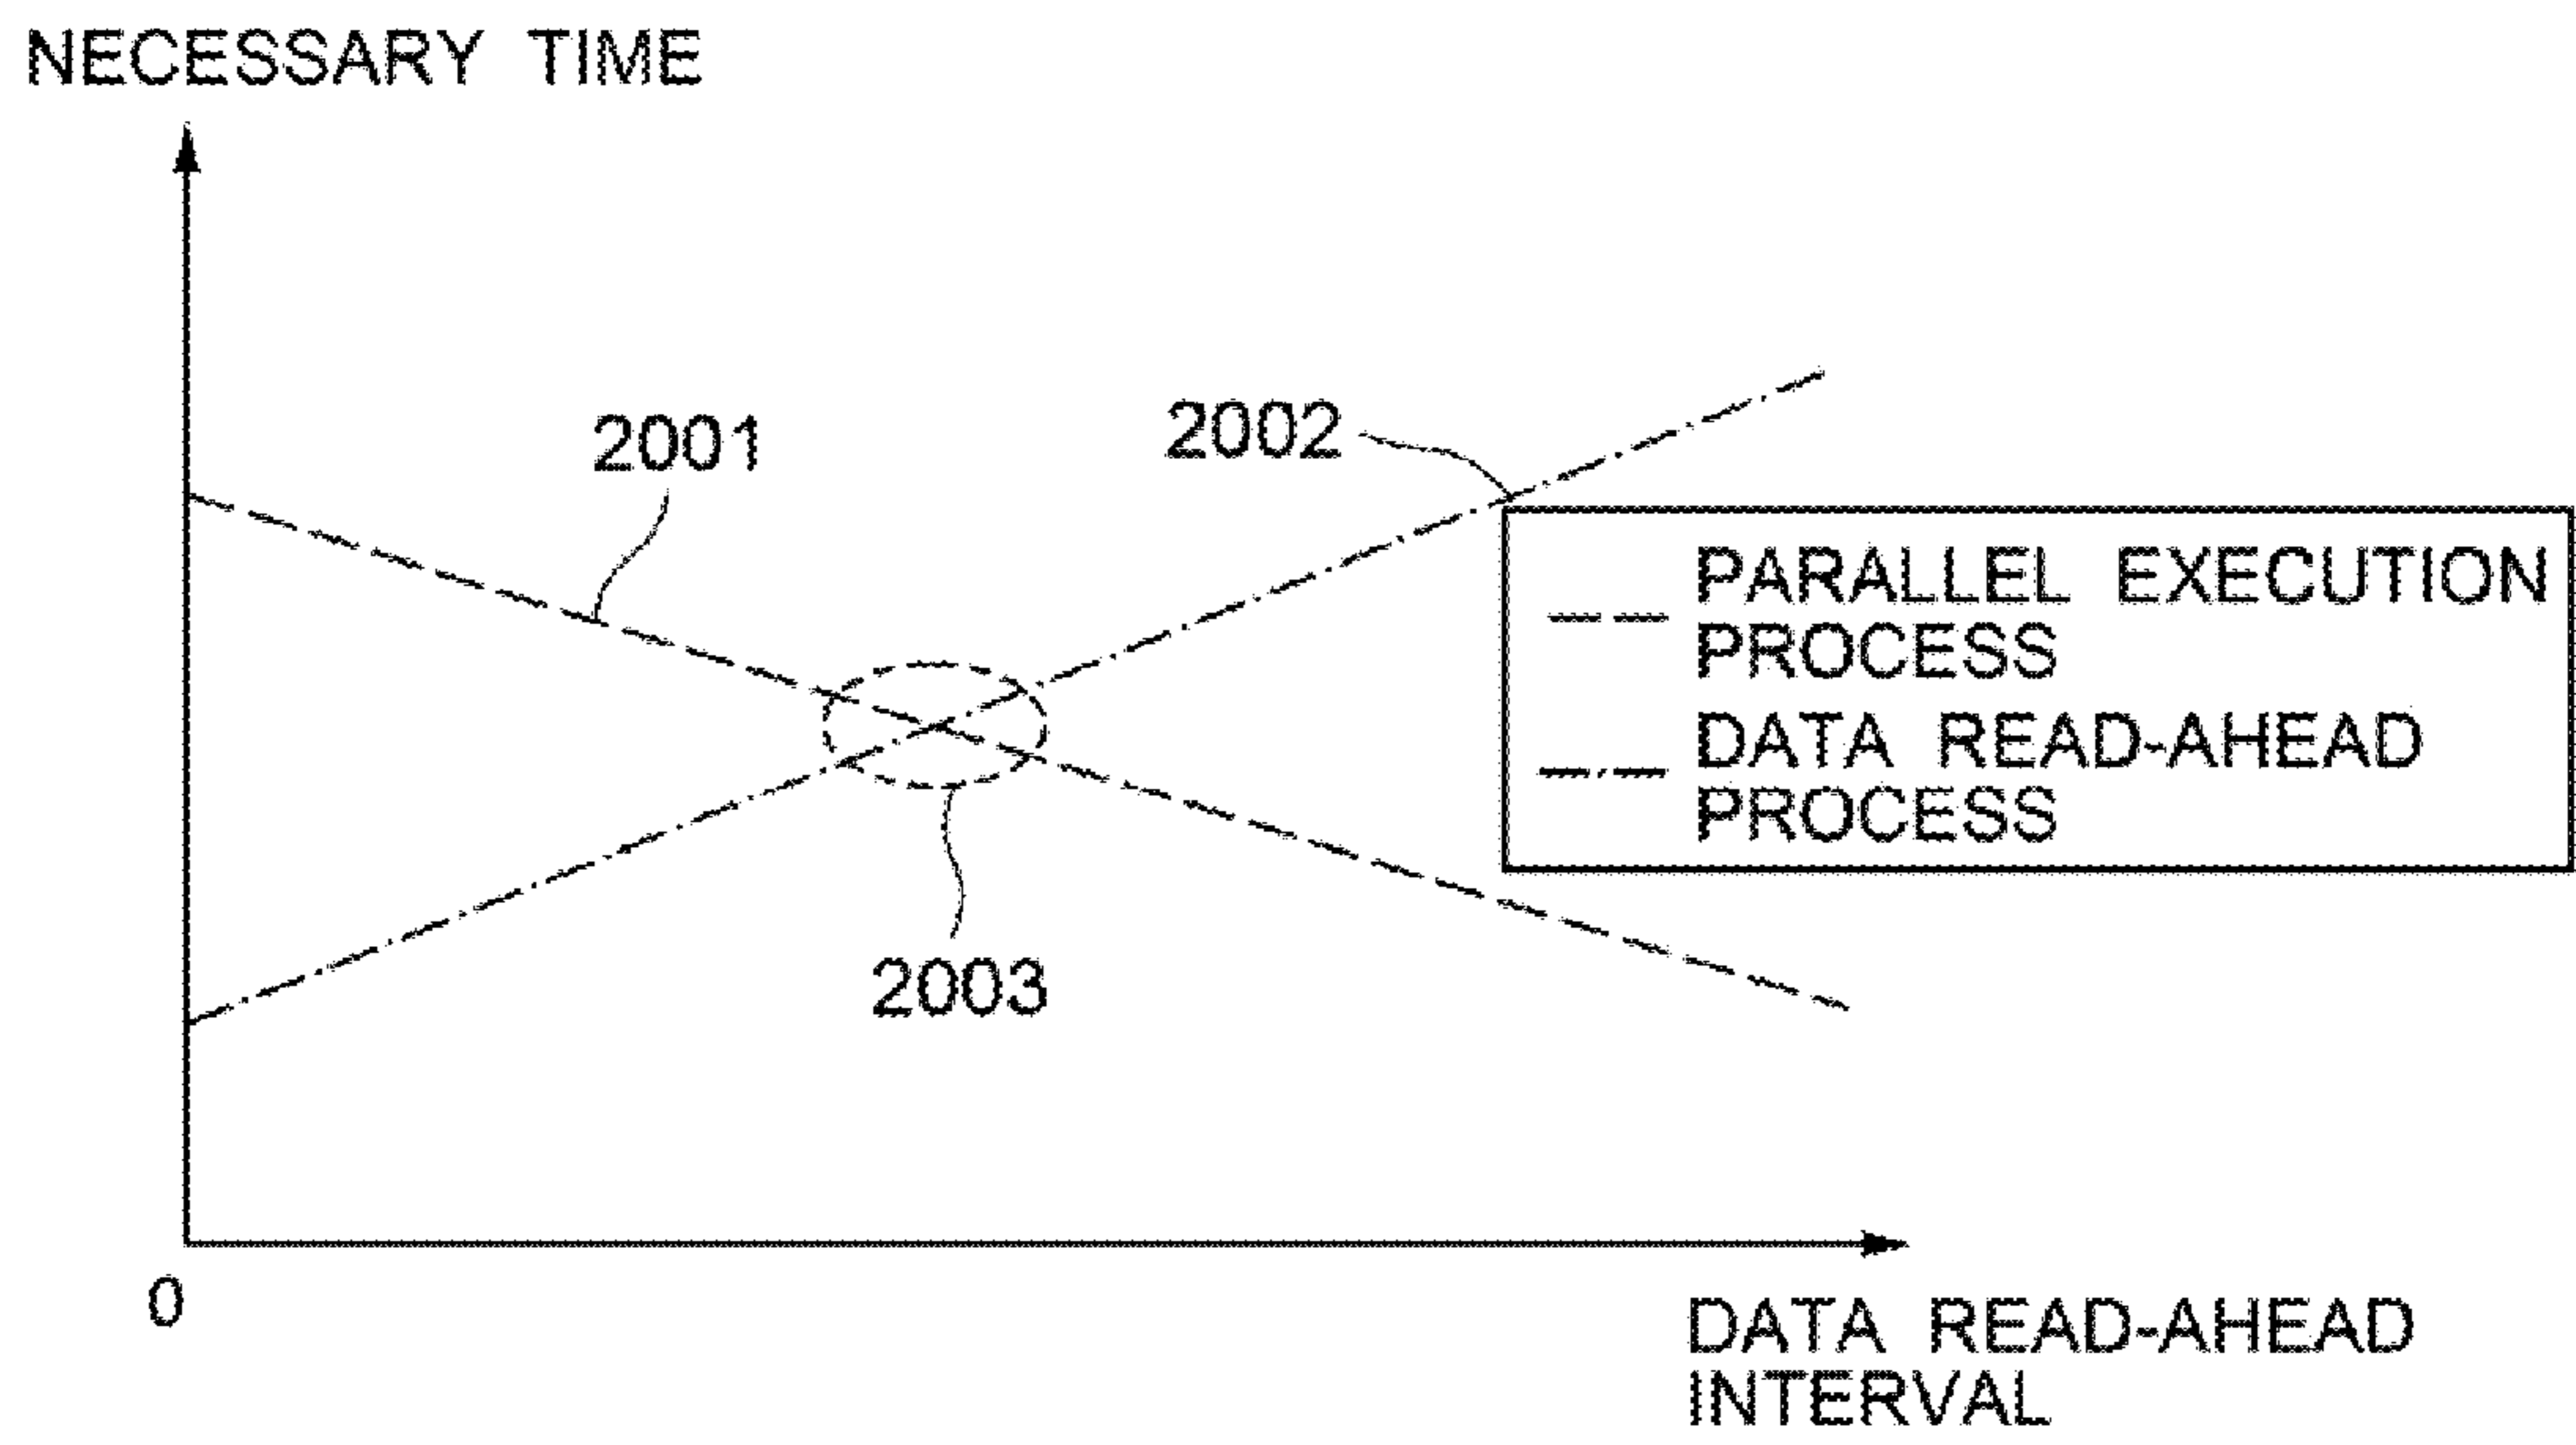 NECESSARY TIME
2001
2002
PARALLEL EXECUTION
PROCESS
DATA READ-AHEAD
PROCESS
2003
0
DATA READ-AHEAD
INTERVAL